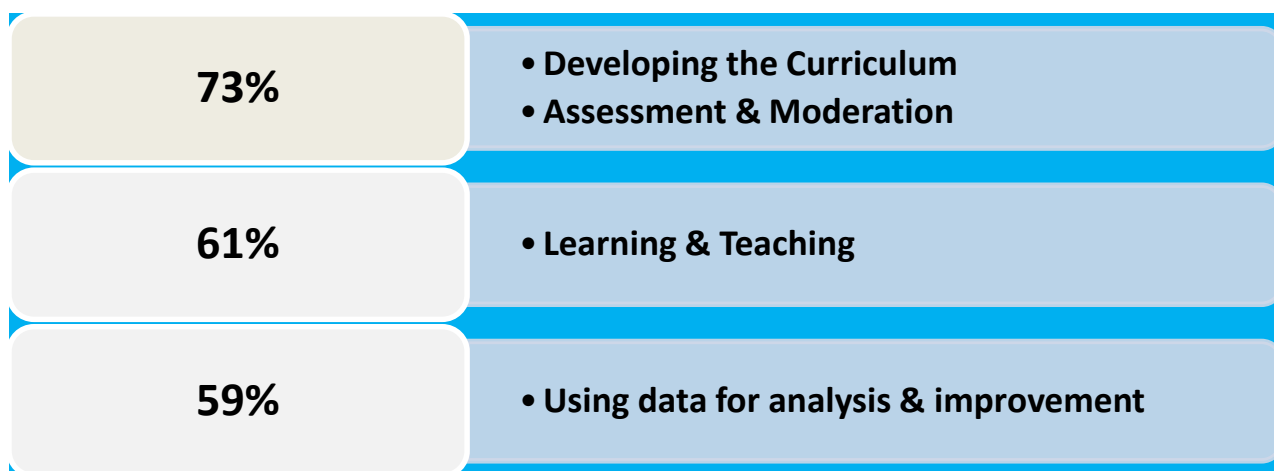 73%
• Developing the Curriculum
• Assessment & Moderation
61%
• Learning & Teaching
59%
• Using data for analysis & improvement